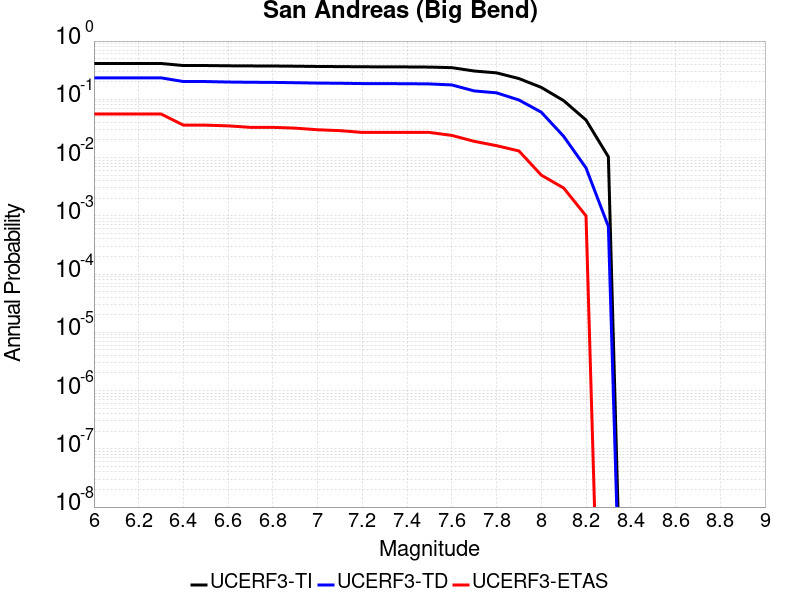 San Andreas (Big Bend)
10^0
10^-1
10^-2
10^-3
10^-4
10^-5
10^-6
10^-7
10^-8
Annual Probability
6 6.2 6.4 6.6 6.8 7 7.2 7.4 7.6 7.8 8 8.2 8.4 8.6 8.8 9
Magnitude
UCERF3-TI UCERF3-TD UCERF3-ETAS